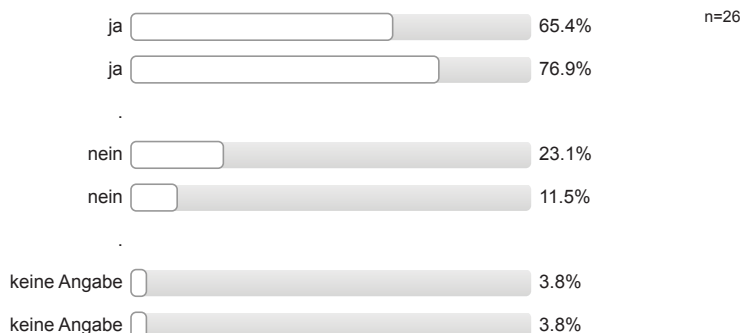 ja 65.4% n=26
ja 76.9%
.
nein 23.1%
nein 11.5%
.
keine Angabe 3.8%
keine Angabe 3.8%